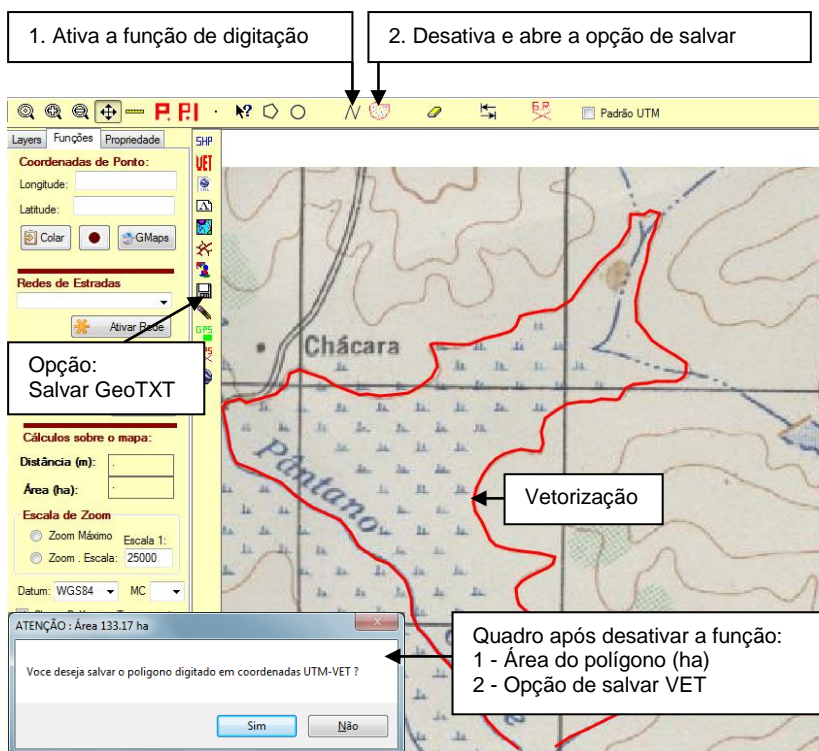 1. Ativa a função de digitação
2. Desativa e abre a opção de salvar
Padrão UTM
Layers Funções Propriedade
SHP
VET
Coordenadas de Ponto:
Longitude:
Latitude:
Colar
GMaps
Redes de Estradas
Ativar Rede
GPS
Opção:
Salvar GeoTXT
Chácara
Pântano
Cálculos sobre o mapa:
Distância (m): .
Área (ha): .
Vetorização
Escala de Zoom
Zoom Máximo
Escala 1:
Zoom . Escala: 25000
Datum: WGS84 MC
ATENÇÃO : Área 133.17 ha
Voce deseja salvar o poligono digitado em coordenadas UTM-VET ?
Sim
Não
Quadro após desativar a função:
1 - Área do polígono (ha)
2 - Opção de salvar VET